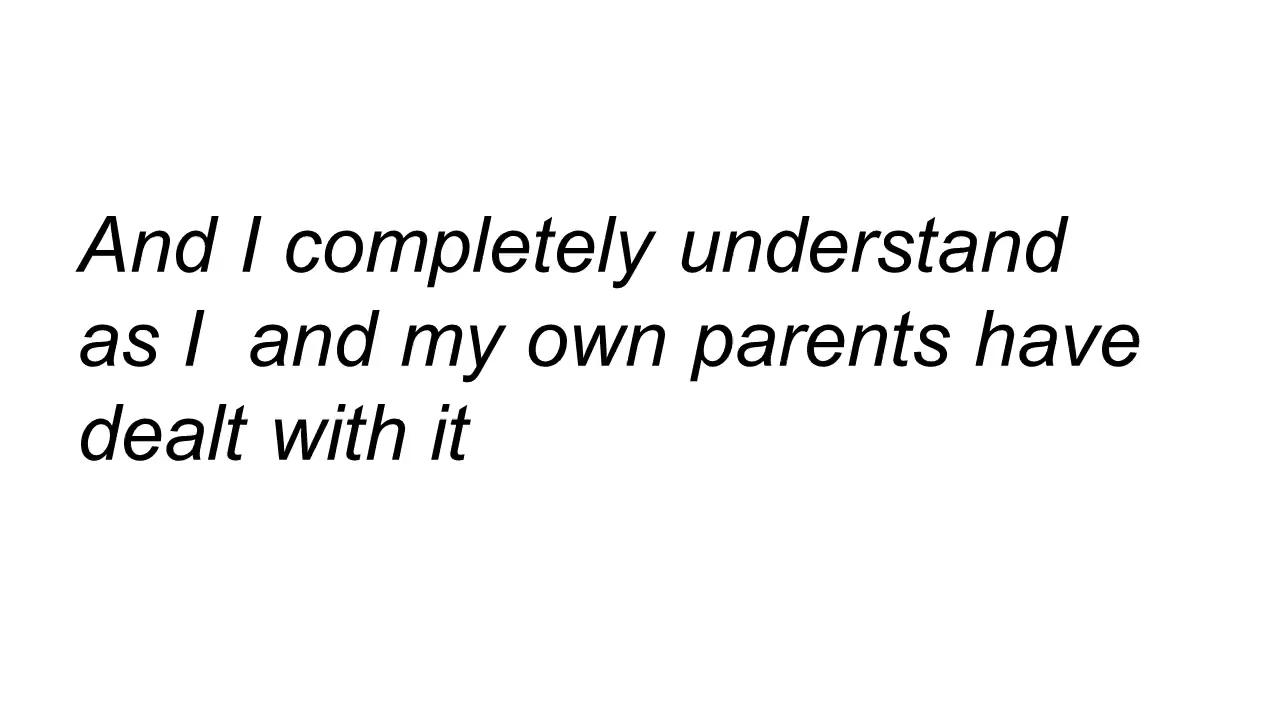 And I completely understand
as I  and my own parents have
dealt with it